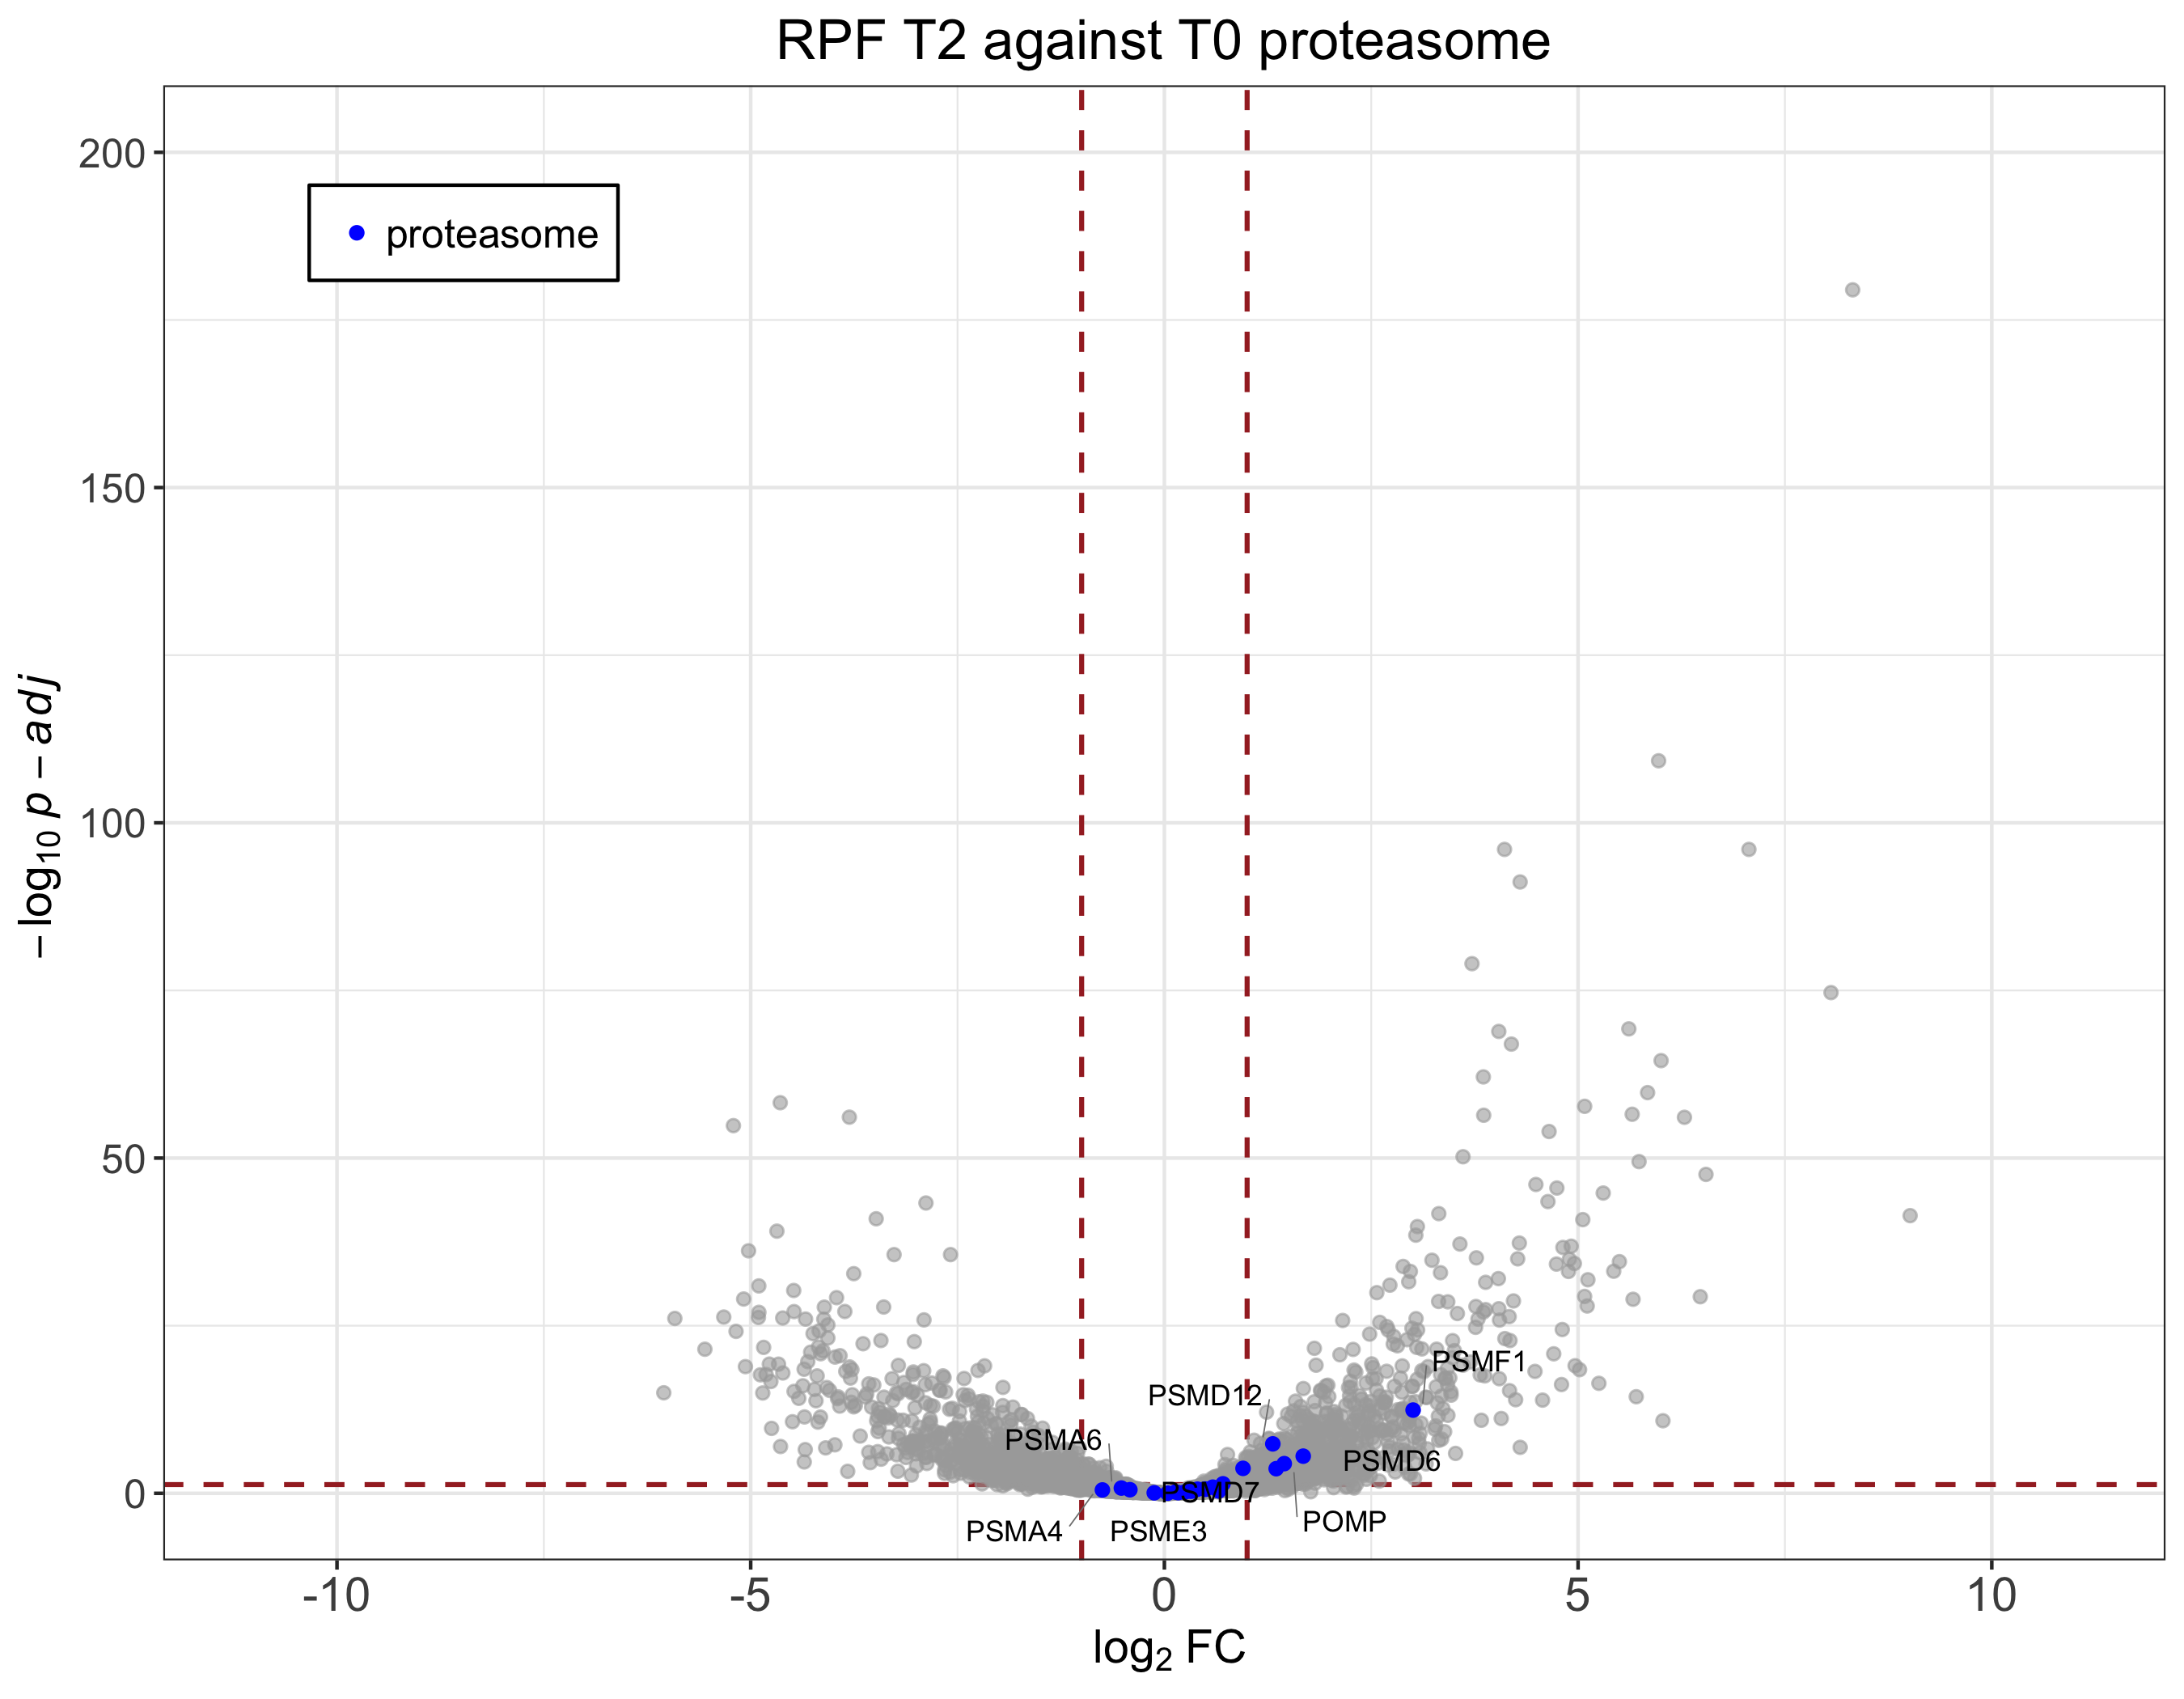 RPF T2 against T0 proteasome
200
proteasome
150
100
50
0
−log10 p − adj
PSMF1
PSMD12
PSMA6
PSMD6
PSMD7
POMP
PSMA4
PSME3
-10
-5
0
5
10
log2 FC